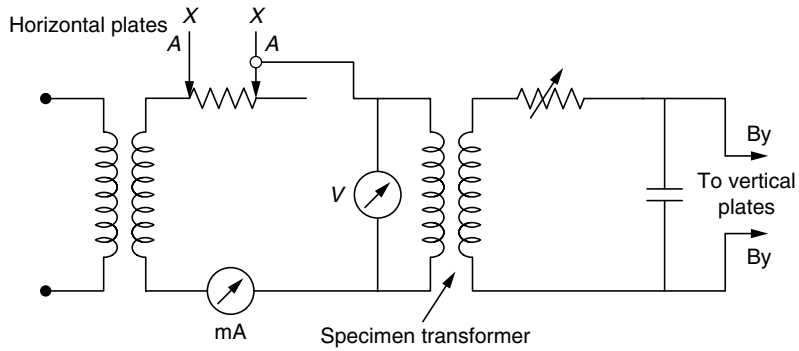 X X
Horizontal plates
A A
By
V
To vertical
plates
By
mA
Specimen transformer